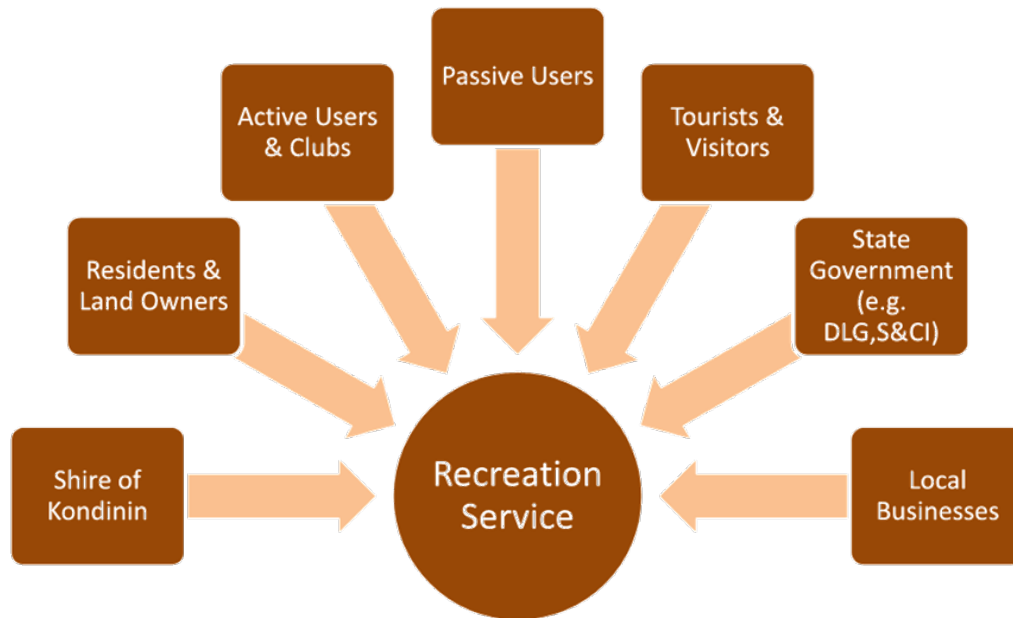 Passive Users
Active Users
& Clubs
Tourists &
Visitors
Residents &
Land Owners
State
Government
(e.g.
DLG,S&CI)
Shire of
Kondinin
Recreation
Service
Local
Businesses